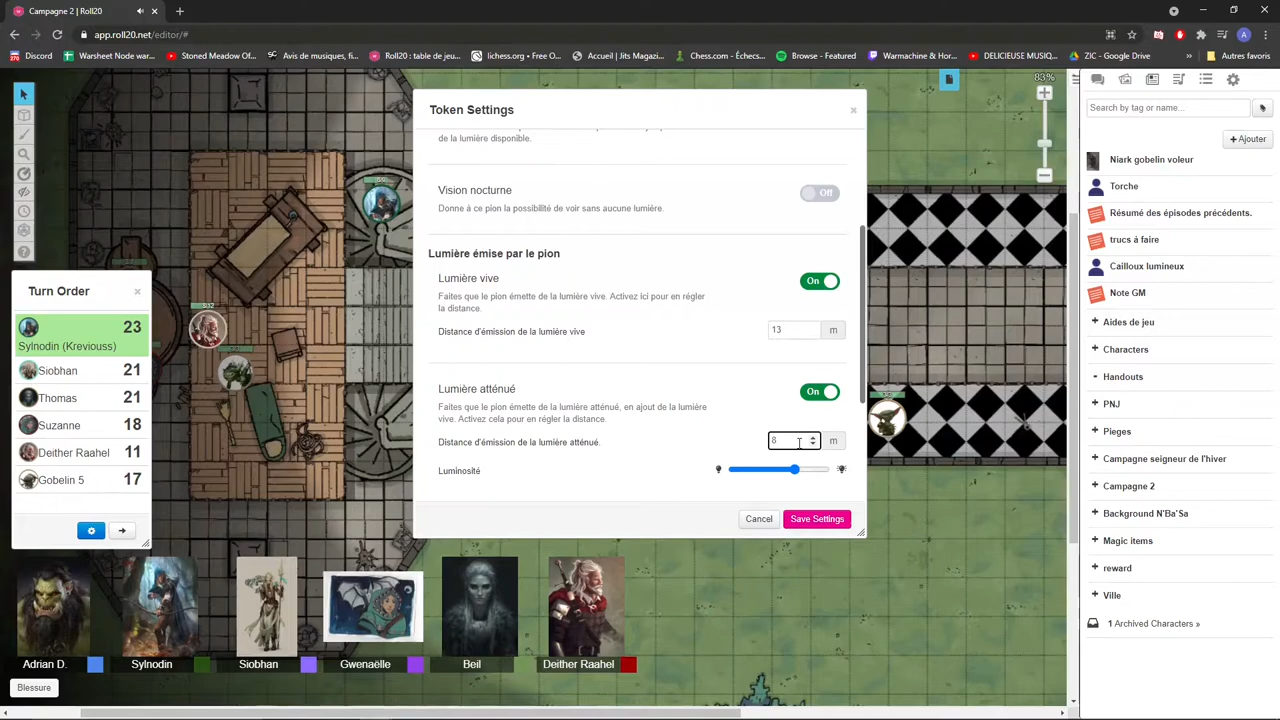 Campagne 2 | Roll20
app.roll20.net/editor/#
Discord
Warsheet Node war...
Stoned Meadow Of...
Avis de musiques, fi...
Roll20 : table de jeu...
lichess.org • Free O...
Accueil | Jits Magazi...
Chess.com - Échecs...
Browse - Featured
Warmachine & Hor...
DELICIEUSE MUSIQ...
ZIC - Google Drive
»
Autres favoris
83%
Search by tag or name...
+ Ajouter
Niark gobelin voleur
Torche
Résumé des épisodes précédents.
trucs à faire
Cailloux lumineux
Note GM
+ Aides de jeu
+ Characters
- Handouts
+ PNJ
+ Pieges
+ Campagne seigneur de l'hiver
+ Campagne 2
+ Background N'Ba'Sa
+ Magic items
+ reward
+ Ville
1 Archived Characters »
Token Settings
×
de la lumière disponible.
Vision nocturne
Off
Donne à ce pion la possibilité de voir sans aucune lumière.
Lumière émise par le pion
Lumière vive
On
Faites que le pion émette de la lumière vive. Activez ici pour en régler
la distance.
Distance d'émission de la lumière vive
13
m
Lumière atténué
On
Faites que le pion émette de la lumière atténué, en ajout de la lumière
vive. Activez cela pour en régler la distance.
Distance d'émission de la lumière atténué.
8
m
Luminosité
Cancel
Save Settings
Turn Order
×
23
Sylnodin (Kreviouss)
Siobhan 21
Thomas 21
Suzanne 18
Deither Raahel 11
Gobelin 5 17
Adrian D.
Sylnodin
Siobhan
Gwenaëlle
Beil
Deither Raahel
Blessure